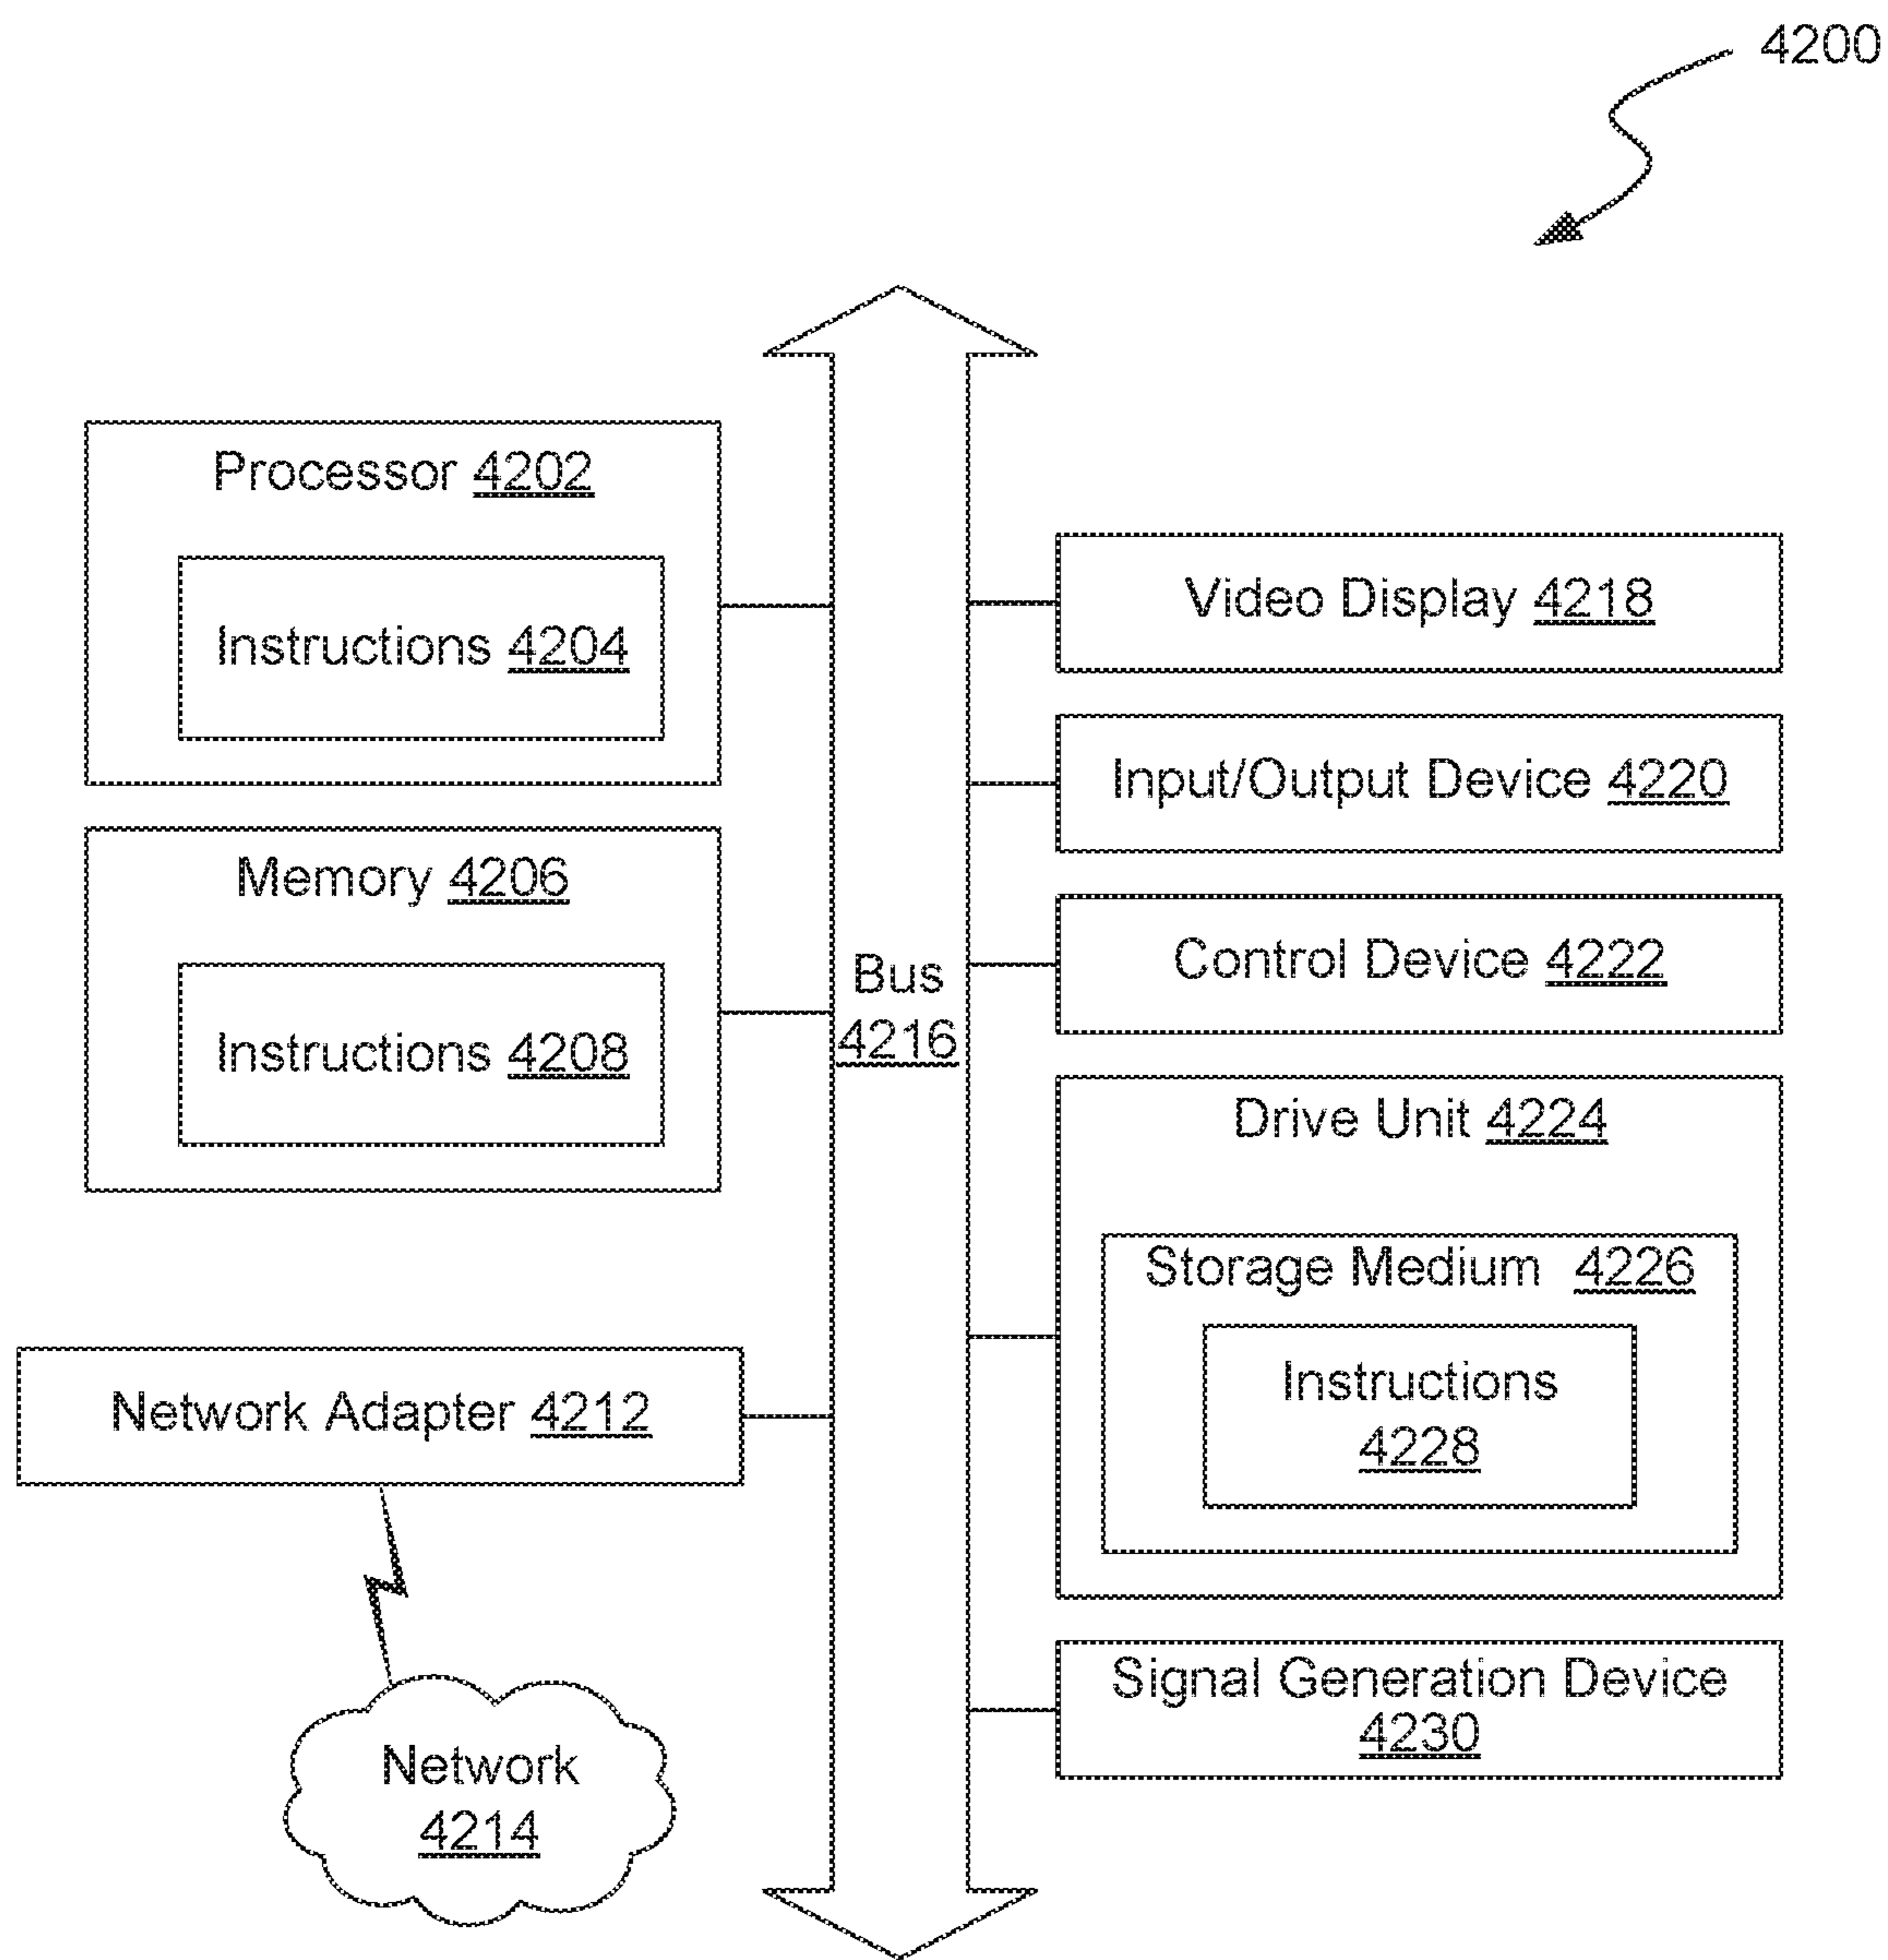 4200
Processor 4202
Instructions 4204
Memory 4206
Instructions 4208
Network Adapter 4212
Network
4214
Bus
4216
Video Display 4218
Input/Output Device 4220
Control Device 4222
Drive Unit 4224
Storage Medium 4226
Instructions
4228
Signal Generation Device
4230